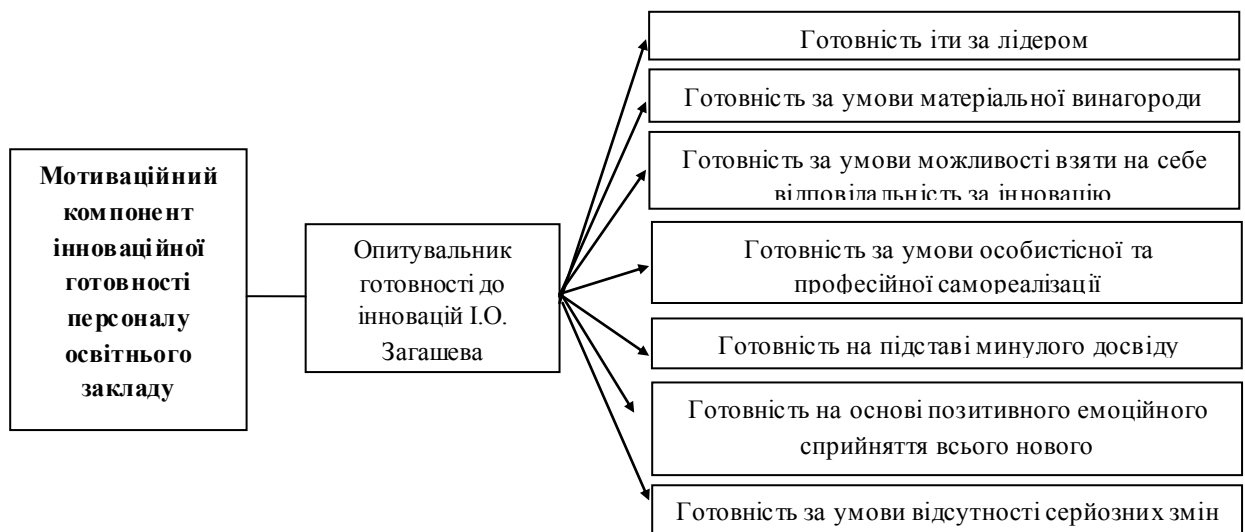 Мотиваційний
компонент
інноваційної
готовності
персоналу
освітнього
закладу
Опитувальник
готовності до
інновацій І.О.
Загашева
Готовність іти за лідером
Готовність за умови матеріальної винагороди
Готовність за умови можливості взяти на себе
відповідальність за інновацію
Готовність за умови особистісної та
професійної самореалізації
Готовність на підставі минулого досвіду
Готовність на основі позитивного емоційного
сприйняття всього нового
Готовність за умови відсутності серйозних змін